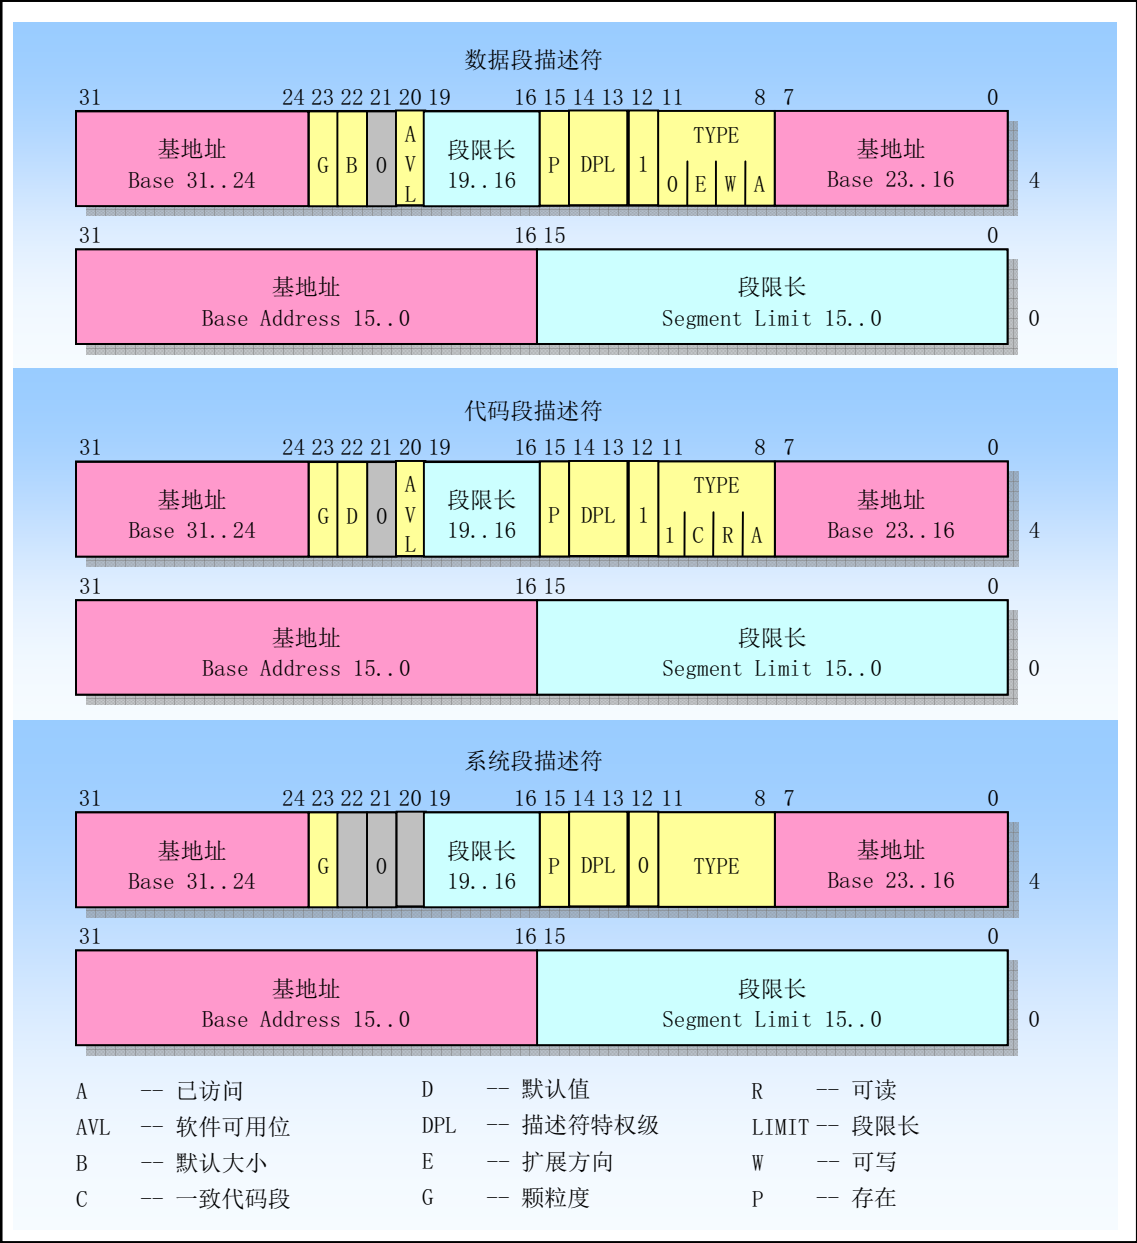 数据段描述符
31 24 23 22 21 20 19 16 15 14 13 12 11 8 7 0
基地址 A 段限长 TYPE 基地址
G B 0 V P DPL 1
Base 31..24 L 19..16 0 E W A Base 23..16 4
31 16 15 0
基地址 段限长
Base Address 15..0 Segment Limit 15..0 0
代码段描述符
31 24 23 22 21 20 19 16 15 14 13 12 11 8 7 0
基地址 A 段限长 TYPE 基地址
G D 0 V P DPL 1
Base 31..24 L 19..16 1 C R A Base 23..16 4
31 16 15 0
基地址 段限长
Base Address 15..0 Segment Limit 15..0 0
系统段描述符
31 24 23 22 21 20 19 16 15 14 13 12 11 8 7 0
基地址 段限长 基地址
G 0 P DPL 0 TYPE
Base 31..24 19..16 Base 23..16 4
31 16 15 0
基地址 段限长
Base Address 15..0 Segment Limit 15..0 0
A -- 已访问 D -- 默认值 R -- 可读
AVL -- 软件可用位 DPL -- 描述符特权级 LIMIT -- 段限长
B -- 默认大小 E -- 扩展方向 W -- 可写
C -- 一致代码段 G -- 颗粒度 P -- 存在